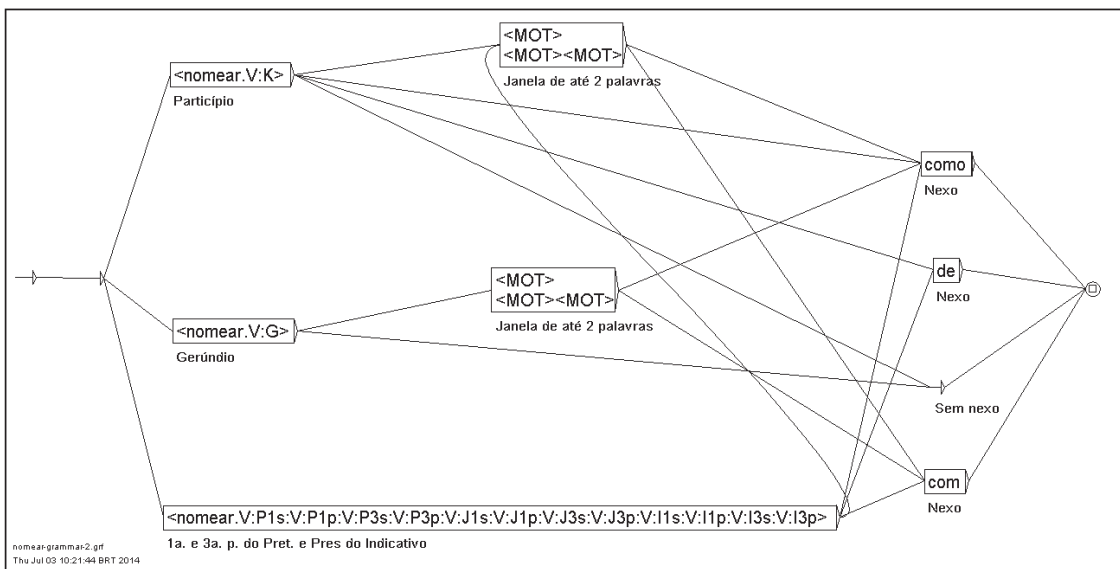 <MOT>
<MOT><MOT>
Janela de até 2 palavras
<nomear.V:K>
Particípio
como
Nexo
de
Nexo
<MOT>
<MOT><MOT>
Janela de até 2 palavras
<nomear.V:G>
Gerúndio
Sem nexo
com
Nexo
<nomear.V:P1s:V:P1p:V:P3s:V:P3p:V:J1s:V:J1p:V:J3s:V:J3p:V:I1s:V:I1p:V:I3s:V:I3p>
1a. e 3a. p. do Pret. e Pres do Indicativo
nomear-grammar-2.grf
Thu Jul 03 10:21:44 BRT 2014